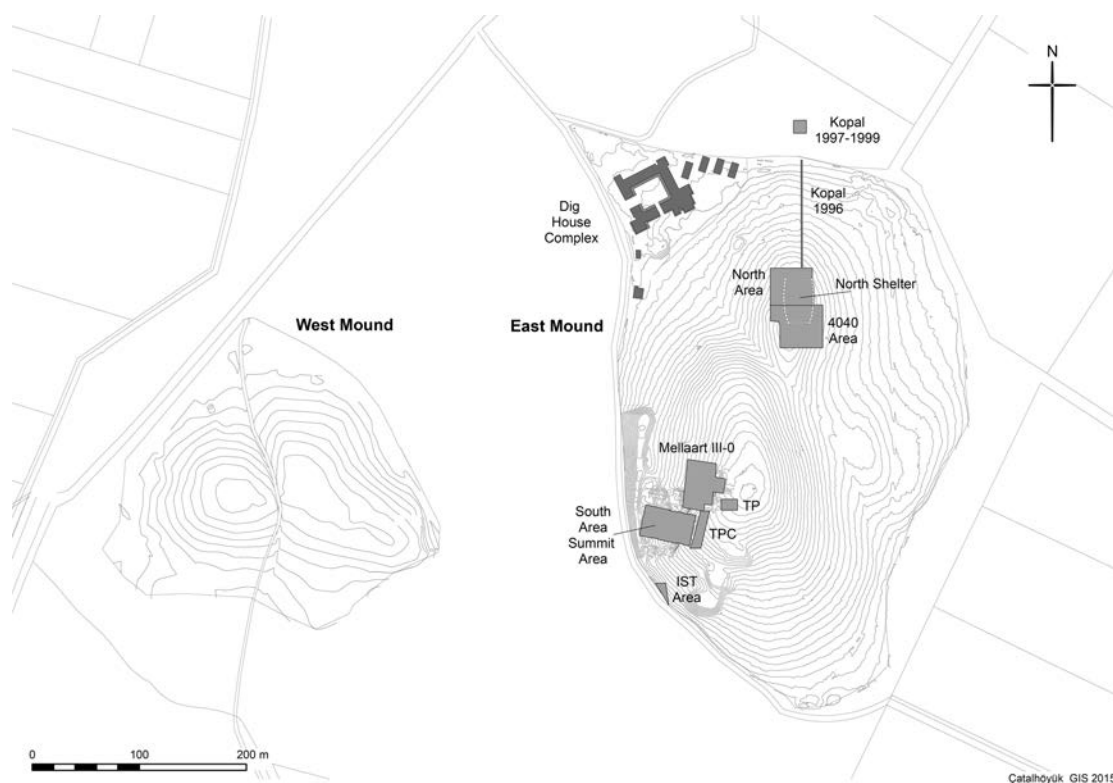 N
Kopal
1997-1999
Kopal
1996
Dig
House
Complex
North
Area
North Shelter
4040
Area
West Mound
East Mound
Mellaart III-0
TP
South
Area
Summit
Area
TPC
IST
Area
0
100
200 m
Çatalhöyük GIS 2015